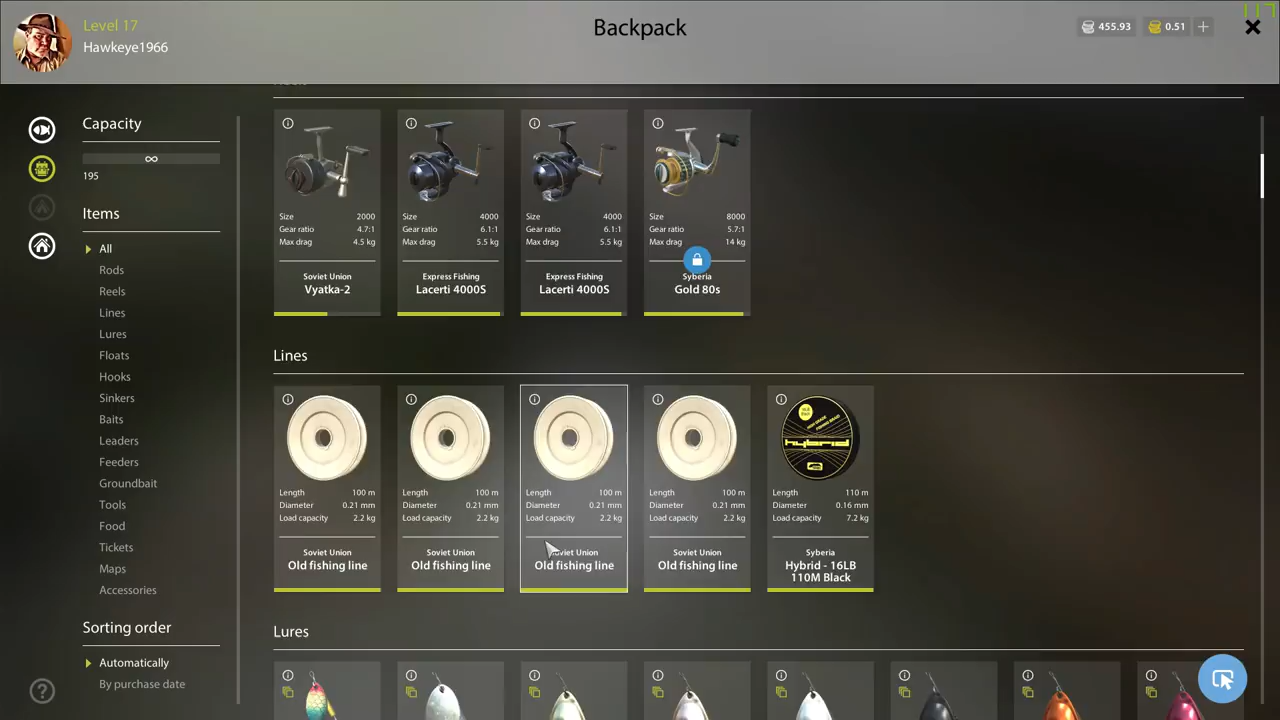 Level 17
Hawkeye1966
Backpack
455.93
0.51
117
Capacity
∞
195
Items
All
Rods
Reels
Lines
Lures
Floats
Hooks
Sinkers
Baits
Leaders
Feeders
Groundbait
Tools
Food
Tickets
Maps
Accessories
Sorting order
Automatically
By purchase date
Size 2000
Gear ratio 4.7:1
Max drag 4.5 kg
Soviet Union
Vyatka-2
Size 4000
Gear ratio 6.1:1
Max drag 5.5 kg
Express Fishing
Lacerti 4000S
Size 4000
Gear ratio 6.1:1
Max drag 5.5 kg
Express Fishing
Lacerti 4000S
Size 8000
Gear ratio 5.7:1
Max drag 14 kg
Syberia
Gold 80s
Lines
Length 100 m
Diameter 0.21 mm
Load capacity 2.2 kg
Soviet Union
Old fishing line
Length 100 m
Diameter 0.21 mm
Load capacity 2.2 kg
Soviet Union
Old fishing line
Length 100 m
Diameter 0.21 mm
Load capacity 2.2 kg
Soviet Union
Old fishing line
Length 100 m
Diameter 0.21 mm
Load capacity 2.2 kg
Soviet Union
Old fishing line
hybrid
Length 110 m
Diameter 0.16 mm
Load capacity 7.2 kg
Syberia
Hybrid - 16LB
110M Black
Lures